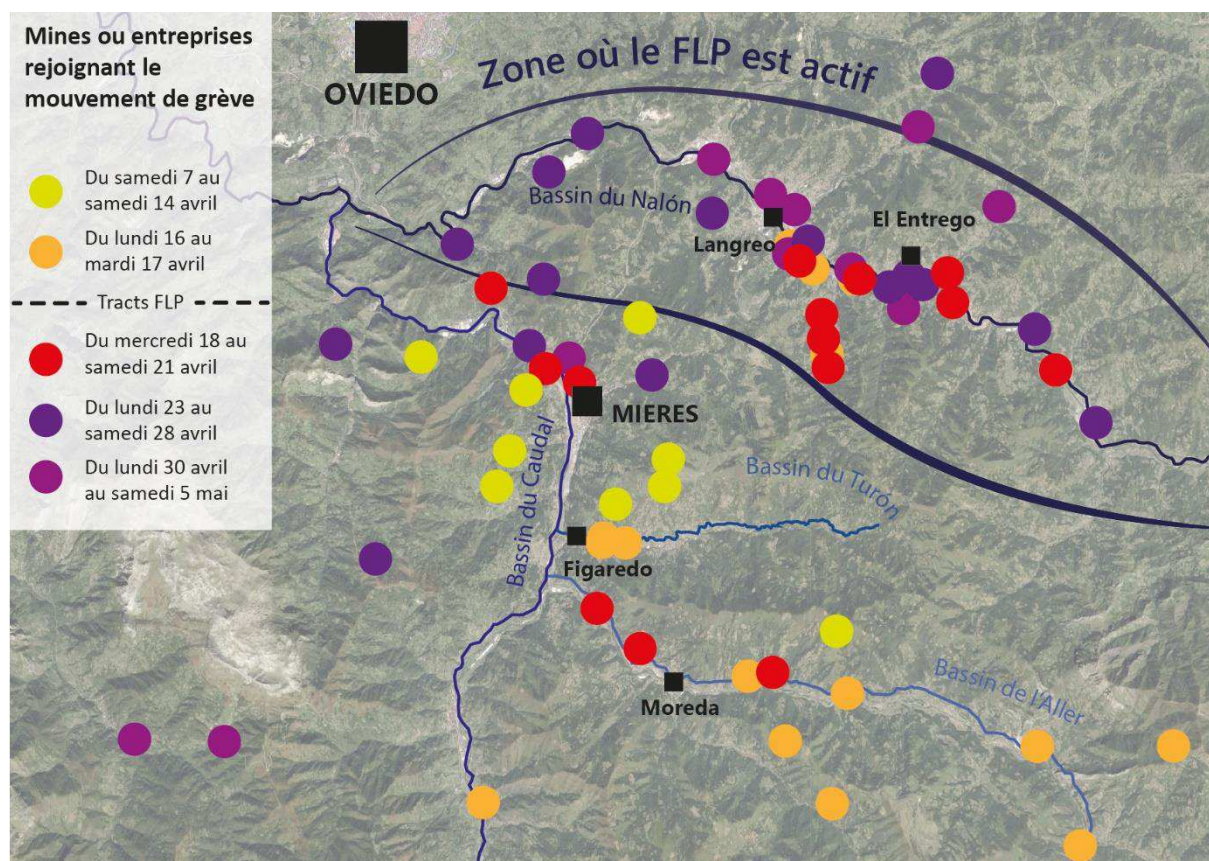 Mines ou entreprises
rejoignant le
mouvement de grève
Du samedi 7 au
samedi 14 avril
Du lundi 16 au
mardi 17 avril
Tracts FLP
Du mercredi 18 au
samedi 21 avril
Du lundi 23 au
samedi 28 avril
Du lundi 30 avril
au samedi 5 mai
OVIEDO
Zone où le FLP est actif
Bassin du Nalón
Langreo
El Entrego
MIERES
Bassin du Caudal
Bassin du Turón
Figaredo
Moreda
Bassin de l'Aller